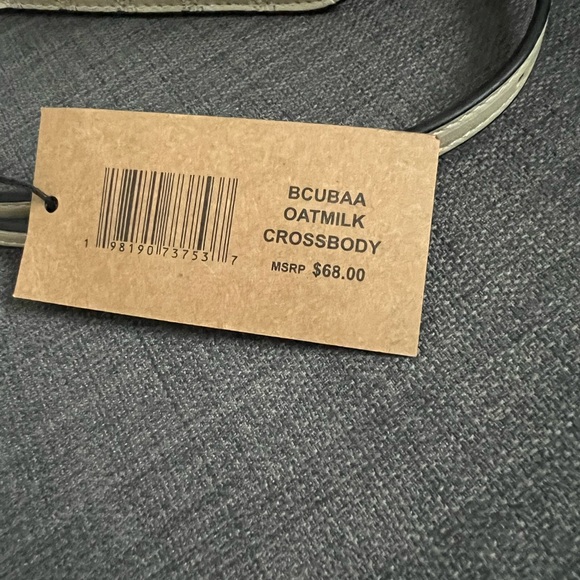 BCUBAA
OATMILK
CROSSBODY
MSRP $68.00
1 98190 73753 7